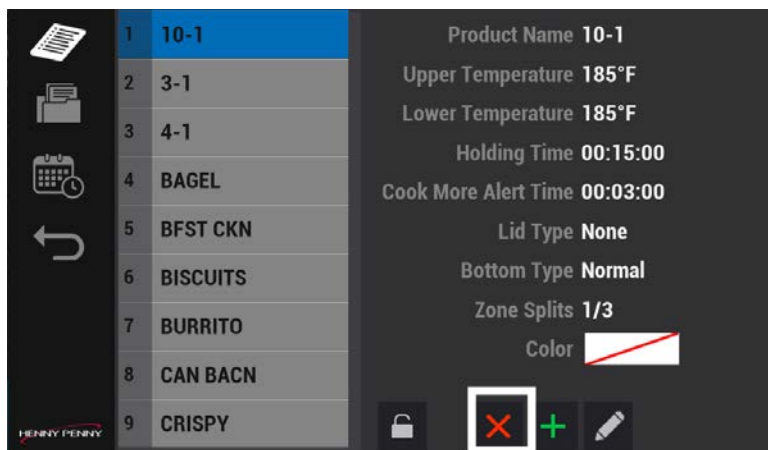 1 10-1
2 3-1
3 4-1
4 BAGEL
5 BFST CKN
6 BISCUITS
7 BURRITO
8 CAN BACN
9 CRISPY
Product Name 10-1
Upper Temperature 185°F
Lower Temperature 185°F
Holding Time 00:15:00
Cook More Alert Time 00:03:00
Lid Type None
Bottom Type Normal
Zone Splits 1/3
Color
HENNY PENNY